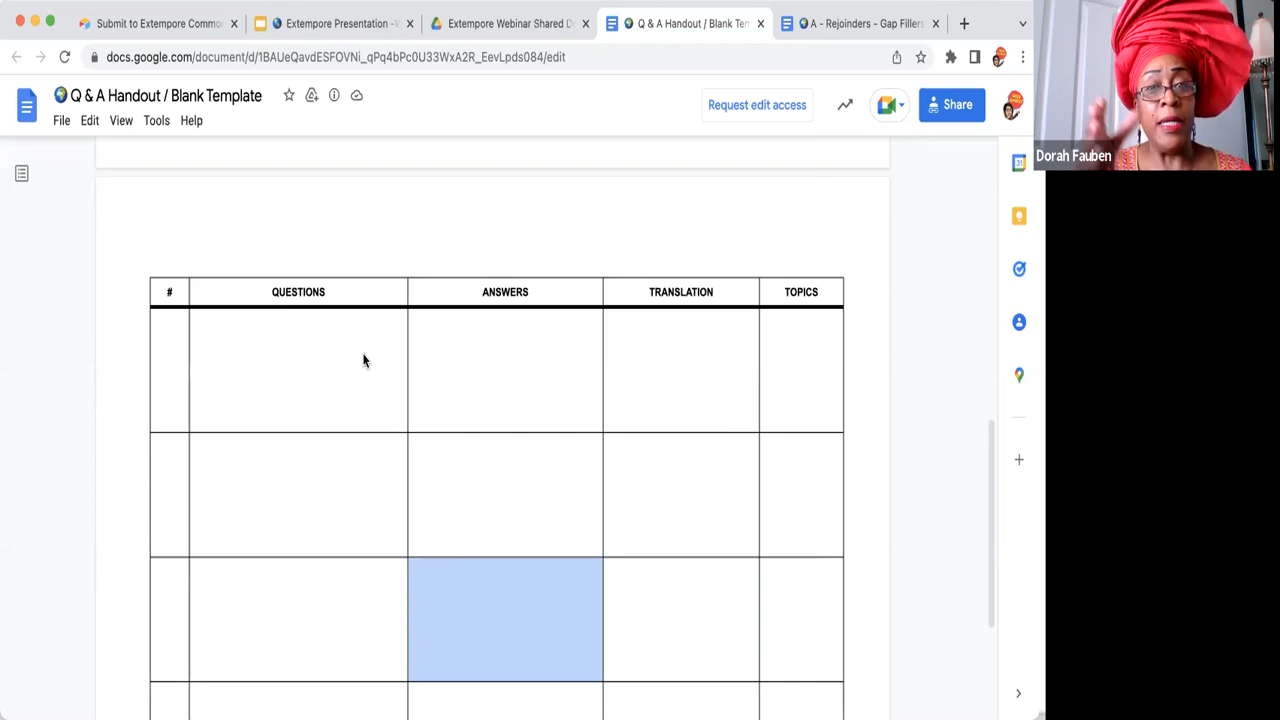 Submit to Extempore Commo
Extempore Presentation -
Extempore Webinar Shared D
Q & A Handout / Blank Tem
A - Rejoinders - Gap Fillers
docs.google.com/document/d/1BAUeQavdESFOVNi_qPq4bPc0U33WxA2R_EevLpds084/edit
Q & A Handout / Blank Template
Request edit access
Share
File Edit View Tools Help
Dorah Fauben
31
# QUESTIONS ANSWERS TRANSLATION TOPICS